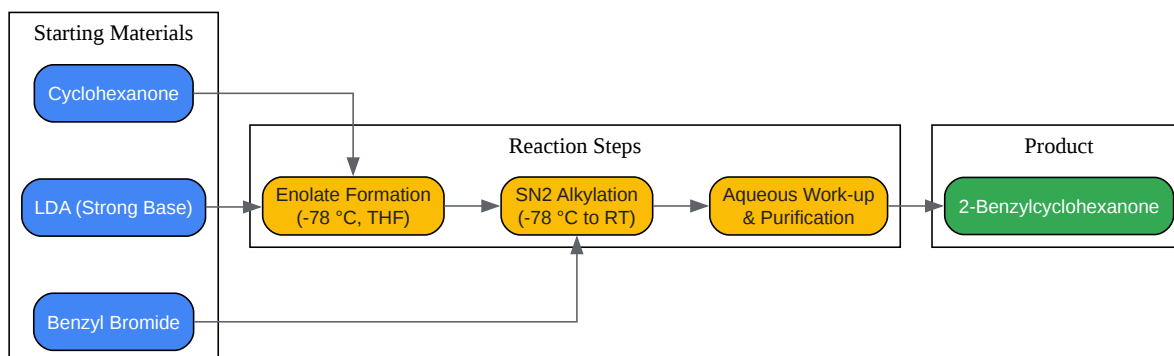 Starting Materials
Cyclohexanone
LDA (Strong Base)
Benzyl Bromide
Reaction Steps
Enolate Formation
(-78 °C, THF)
SN2 Alkylation
(-78 °C to RT)
Aqueous Work-up
& Purification
Product
2-Benzylcyclohexanone